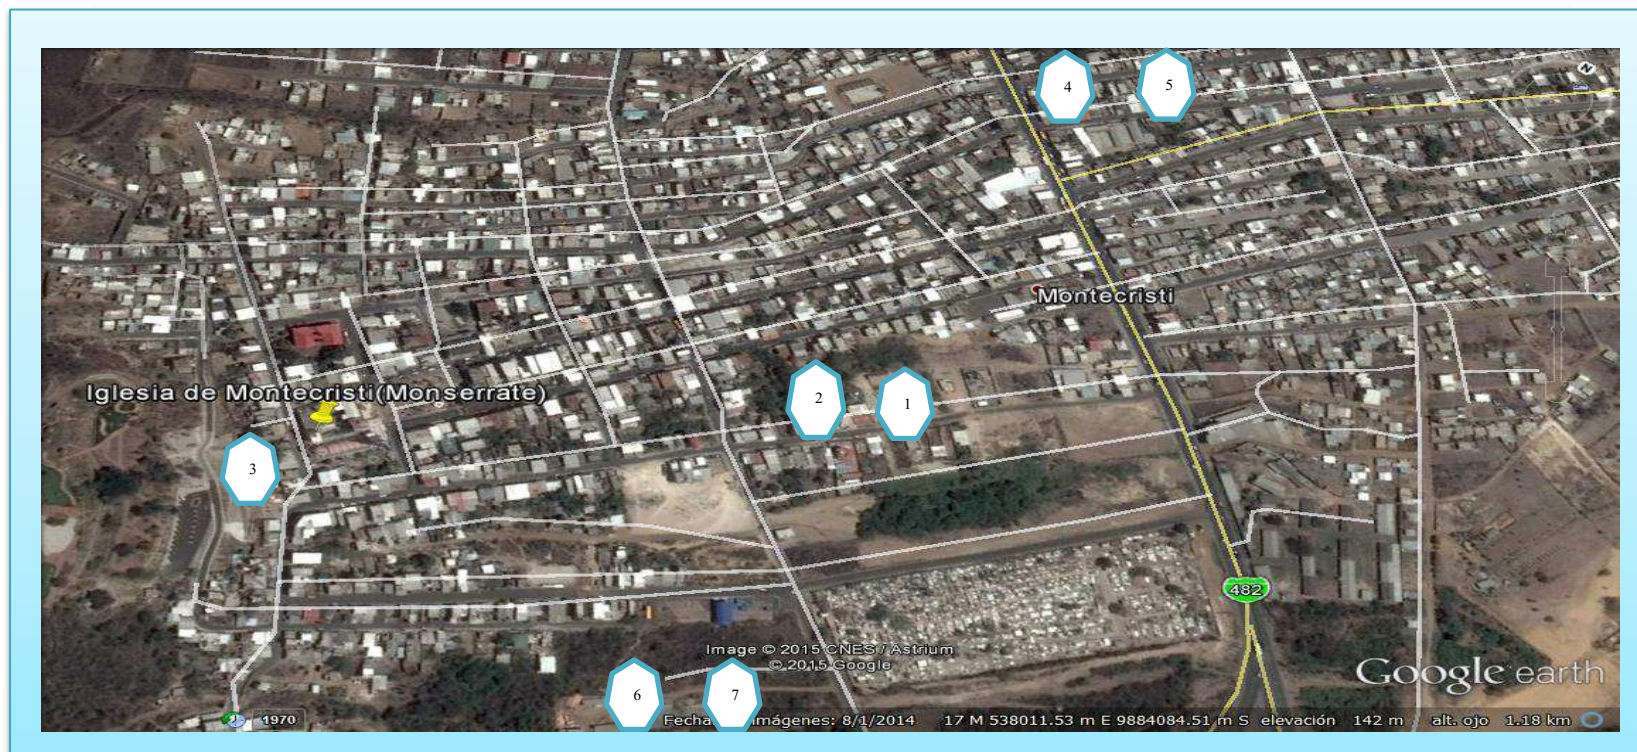 N
4
5
Montecristi
Iglesia de Montecristi(Monserrate)
2
1
3
482
Image © 2015 CNES / Astrium
© 2015 Google
Google earth
6
7
1970
Fecha imágenes: 8/1/2014 17 M 538011.53 m E 9884084.51 m S elevación 142 m alt. ojo 1.18 km